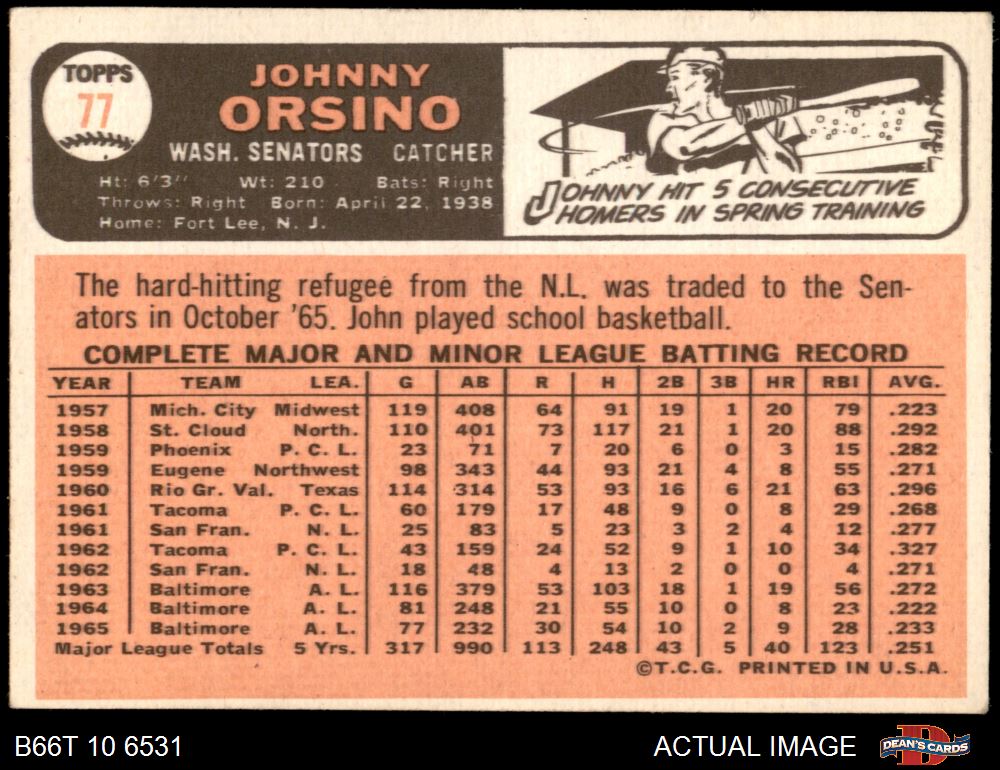 TOPPS
77
JOHNNY
ORSINO
WASH. SENATORS CATCHER
Ht: 6'3" Wt: 210 Bats: Right
Throws: Right Born: April 22, 1938
Home: Fort Lee, N. J.
JOHNNY HIT 5 CONSECUTIVE
HOMERS IN SPRING TRAINING
The hard-hitting refugee from the N.L. was traded to the Sen-
ators in October '65. John played school basketball.
COMPLETE MAJOR AND MINOR LEAGUE BATTING RECORD
YEAR TEAM LEA. G AB R H 2B 3B HR RBI AVG.
1957 Mich. City Midwest 119 408 64 91 19 1 20 79 .223
1958 St. Cloud North. 110 401 73 117 21 1 20 88 .292
1959 Phoenix P. C. L. 23 71 7 20 6 0 3 15 .282
1959 Eugene Northwest 98 343 44 93 21 4 8 55 .271
1960 Rio Gr. Val. Texas 114 314 53 93 16 6 21 63 .296
1961 Tacoma P. C. L. 60 179 17 48 9 0 8 29 .268
1961 San Fran. N. L. 25 83 5 23 3 2 4 12 .277
1962 Tacoma P. C. L. 43 159 24 52 9 1 10 34 .327
1962 San Fran. N. L. 18 48 4 13 2 0 0 4 .271
1963 Baltimore A. L. 116 379 53 103 18 1 19 56 .272
1964 Baltimore A. L. 81 248 21 55 10 0 8 23 .222
1965 Baltimore A. L. 77 232 30 54 10 2 9 28 .233
Major League Totals 5 Yrs. 317 990 113 248 43 5 40 123 .251
©T.C.G. PRINTED IN U.S.A.
B66T 10 6531 ACTUAL IMAGE DEAN'S CARDS